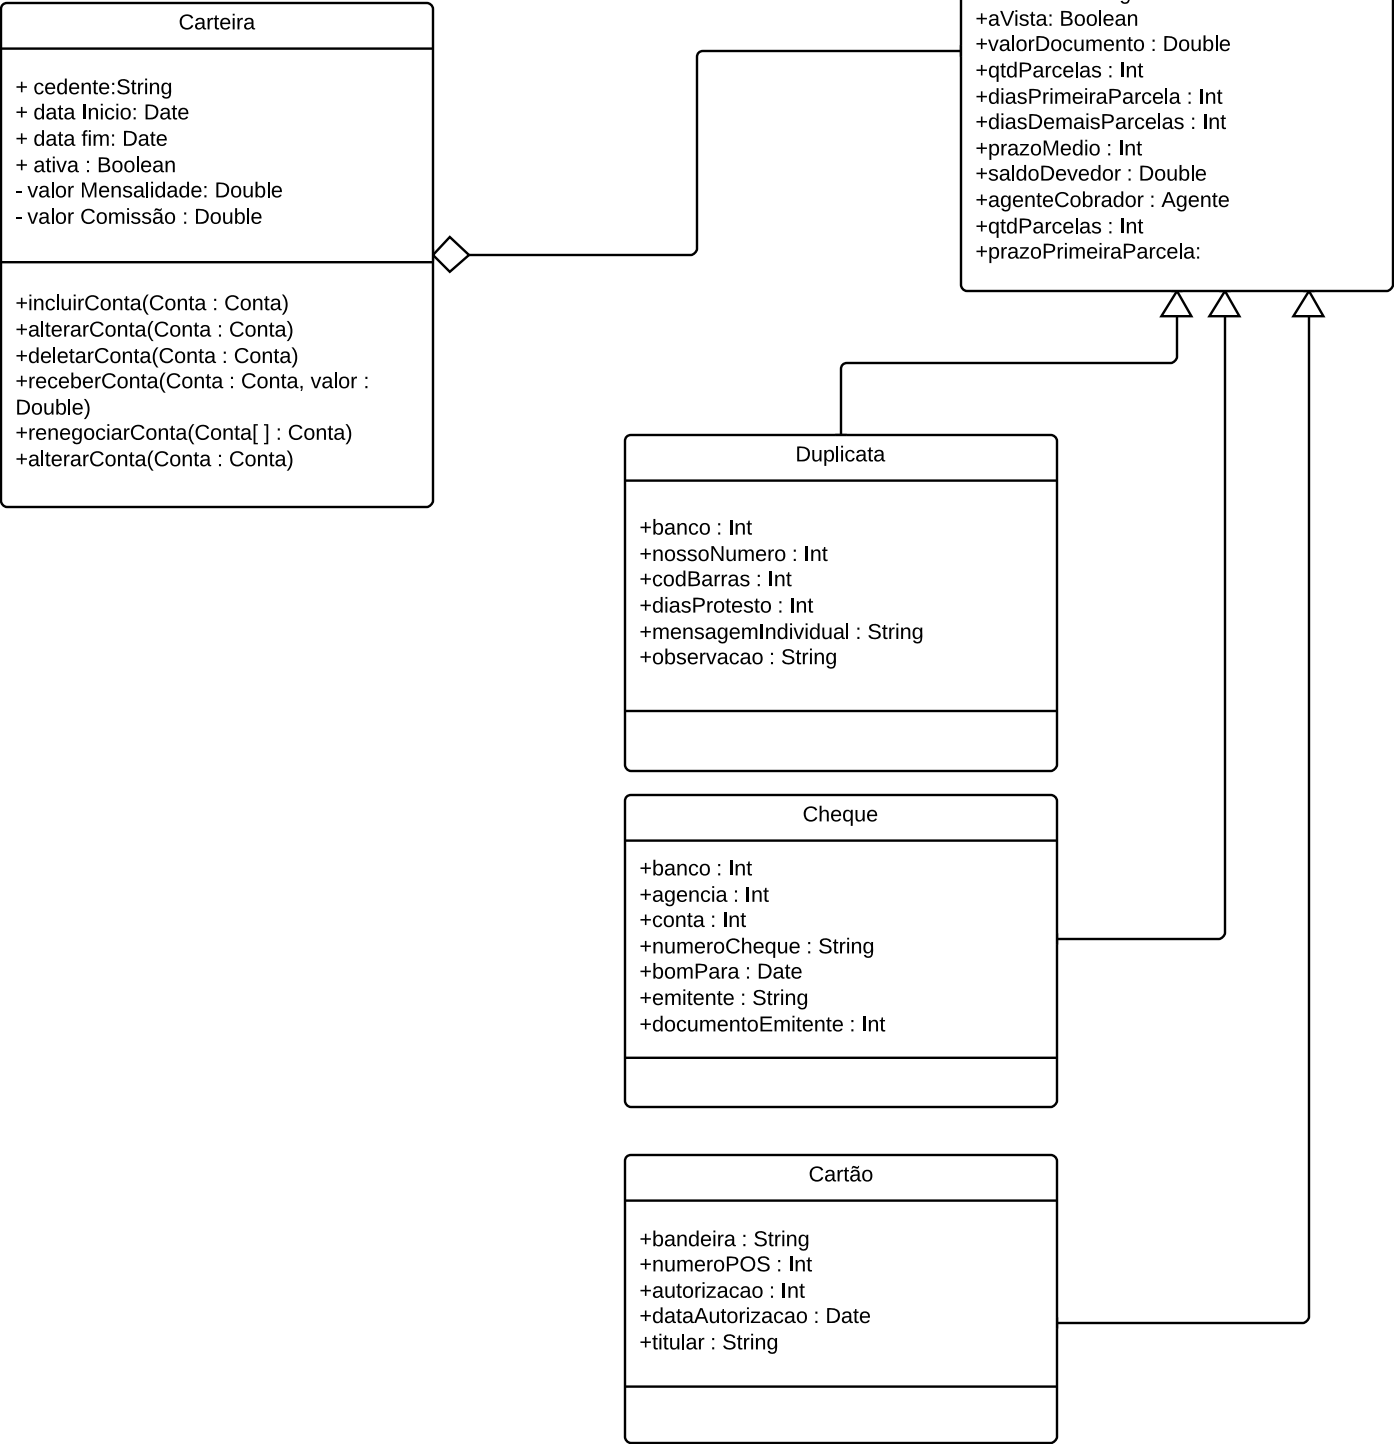 Carteira
+ cedente:String
+ data Inicio: Date
+ data fim: Date
+ ativa : Boolean
- valor Mensalidade: Double
- valor Comissão : Double
+incluirConta(Conta : Conta)
+alterarConta(Conta : Conta)
+deletarConta(Conta : Conta)
+receberConta(Conta : Conta, valor :
Double)
+renegociarConta(Conta[ ] : Conta)
+alterarConta(Conta : Conta)
+aVista: Boolean
+valorDocumento : Double
+qtdParcelas : Int
+diasPrimeiraParcela : Int
+diasDemaisParcelas : Int
+prazoMedio : Int
+saldoDevedor : Double
+agenteCobrador : Agente
+qtdParcelas : Int
+prazoPrimeiraParcela:
Duplicata
+banco : Int
+nossoNumero : Int
+codBarras : Int
+diasProtesto : Int
+mensagemIndividual : String
+observacao : String
Cheque
+banco : Int
+agencia : Int
+conta : Int
+numeroCheque : String
+bomPara : Date
+emitente : String
+documentoEmitente : Int
Cartão
+bandeira : String
+numeroPOS : Int
+autorizacao : Int
+dataAutorizacao : Date
+titular : String